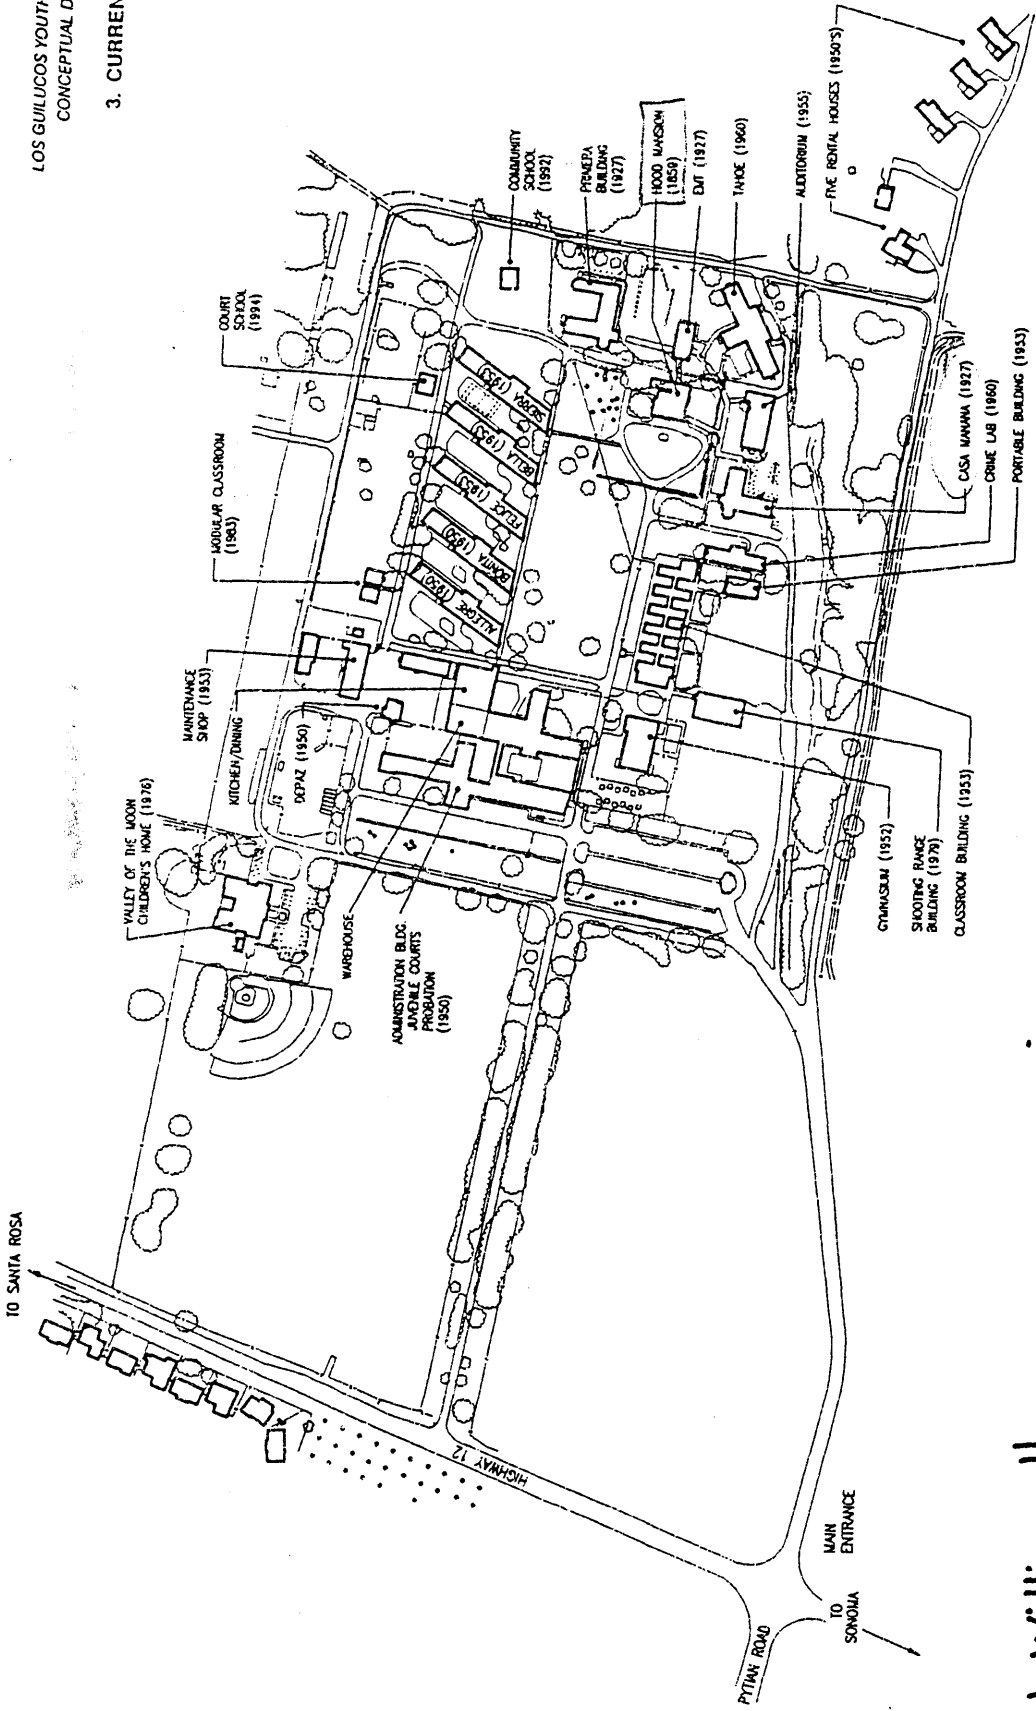 LOS GUILUCOS YOUTH
CONCEPTUAL D
3. CURREN
TO SANTA ROSA
VALLEY OF THE MOON
CHILDREN'S HOME (1976)
MAINTENANCE
SHOP (1953)
KITCHEN/DINING
DEPAZ (1950)
WAREHOUSE
ADMINISTRATION BLDG.
JUVENILE COURTS
PROBATION
(1950)
MODULAR CLASSROOM
(1983)
COURT
SCHOOL
(1994)
COMMUNITY
SCHOOL
(1992)
PRIMERA
BUILDING
(1927)
HOOD MANSION
(1859)
EMT (1927)
TAHOE (1960)
AUDITORIUM (1955)
FIVE RENTAL HOUSES (1950'S)
SIERRA
(1953)
BELLA (1953)
FELICE (1953)
BONITA (1950)
ALLEGRE (1950)
CASA MANANA (1927)
CRIME LAB (1960)
PORTABLE BUILDING (1953)
GYMNASIUM (1952)
SHOOTING RANGE
BUILDING (1979)
CLASSROOM BUILDING (1953)
HIGHWAY 12
PYTIAN ROAD
MAIN
ENTRANCE
TO
SONOMA